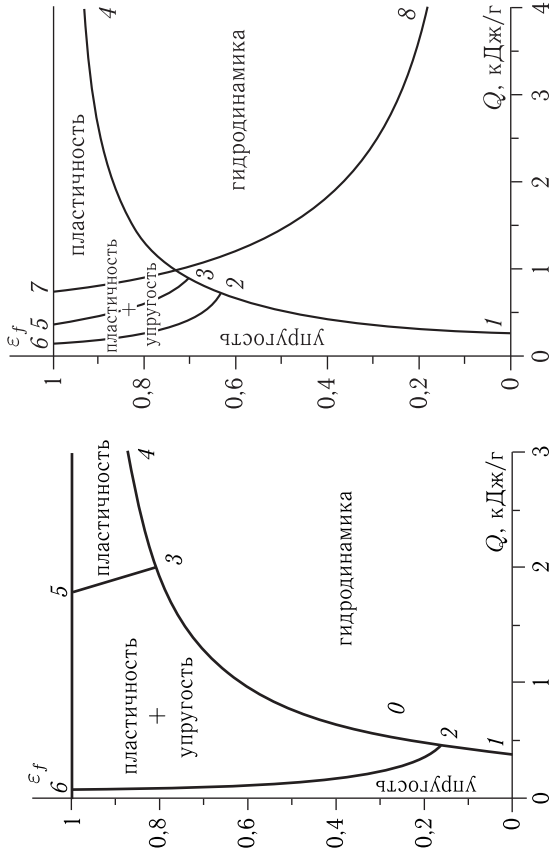 ε_f
6
5
1
пластичность
4
пластичность
+
упругость
3
0,8
0,6
гидродинамика
0
0,4
2
упругость
0,2
1
Q, кДж/г
0
0 1 2 3
ε_f
6 5 7
1
4
пластичность
пластичность
+
упругость
3
0,8
2
гидродинамика
0,6
упругость
0,4
8
0,2
1
Q, кДж/г
0
0 1 2 3 4